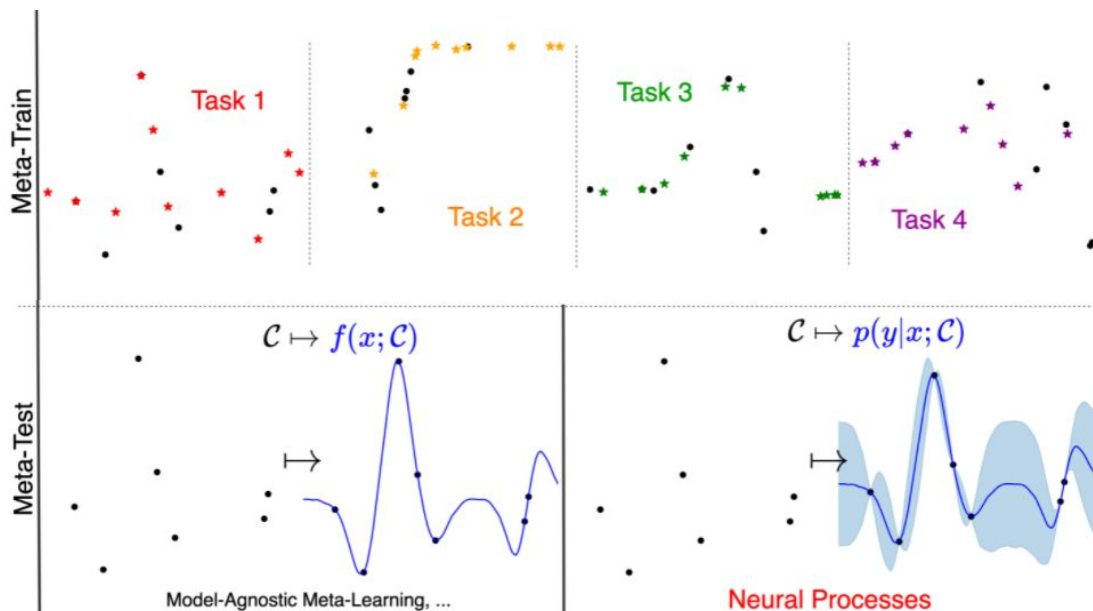 Meta-Train
Task 1
Task 2
Task 3
Task 4
Meta-Test
𝒞 ↦ f(x; 𝒞)
↦
Model-Agnostic Meta-Learning, ...
𝒞 ↦ p(y|x; 𝒞)
↦
Neural Processes